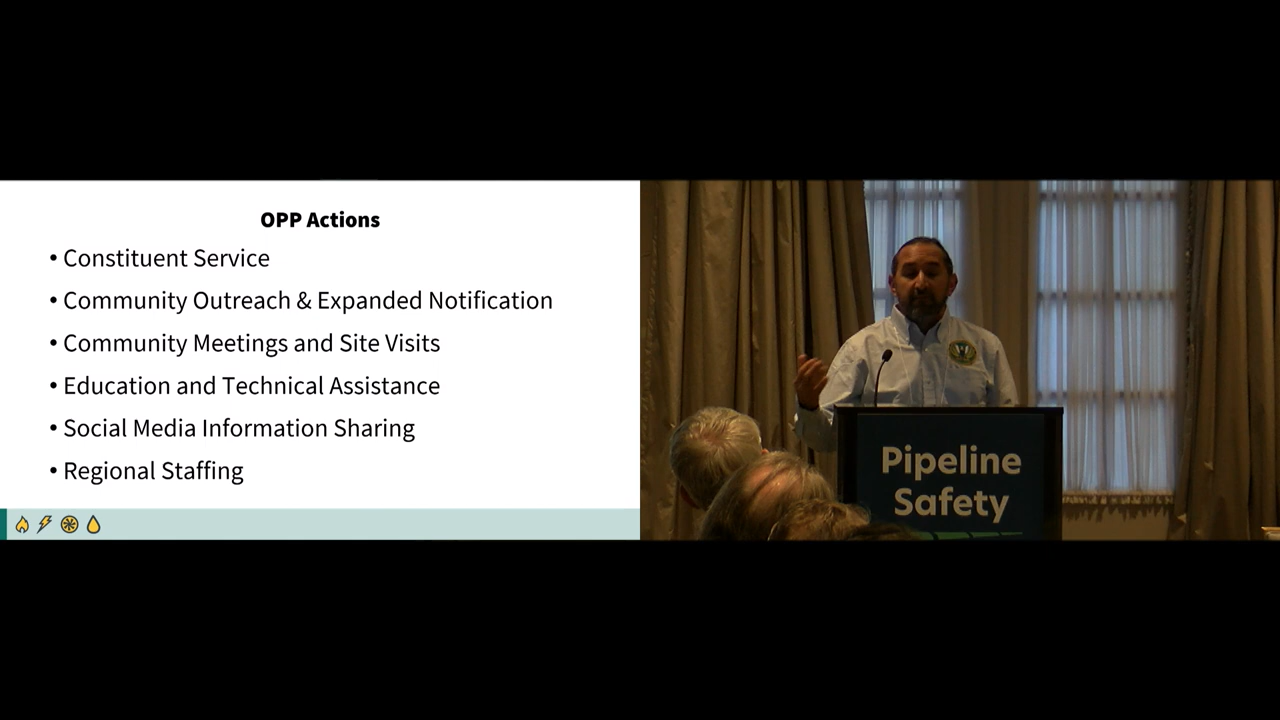 OPP Actions
• Constituent Service
• Community Outreach & Expanded Notification
• Community Meetings and Site Visits
• Education and Technical Assistance
• Social Media Information Sharing
• Regional Staffing
Pipeline
Safety